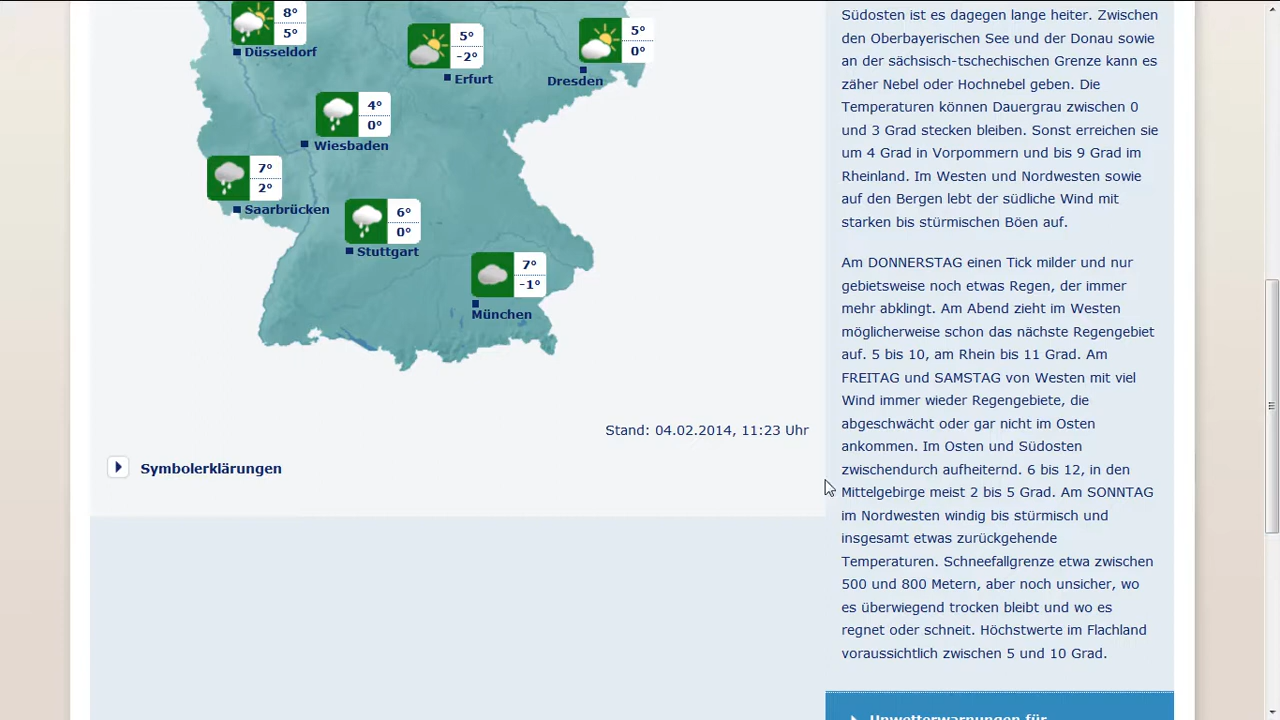 8°
5°
Düsseldorf
5°
-2°
Erfurt
5°
0°
Dresden
4°
0°
Wiesbaden
7°
2°
Saarbrücken
6°
0°
Stuttgart
7°
-1°
München
Stand: 04.02.2014, 11:23 Uhr
Symbolerklärungen
Südosten ist es dagegen lange heiter. Zwischen
den Oberbayerischen See und der Donau sowie
an der sächsisch-tschechischen Grenze kann es
zäher Nebel oder Hochnebel geben. Die
Temperaturen können Dauergrau zwischen 0
und 3 Grad stecken bleiben. Sonst erreichen sie
um 4 Grad in Vorpommern und bis 9 Grad im
Rheinland. Im Westen und Nordwesten sowie
auf den Bergen lebt der südliche Wind mit
starken bis stürmischen Böen auf.
Am DONNERSTAG einen Tick milder und nur
gebietsweise noch etwas Regen, der immer
mehr abklingt. Am Abend zieht im Westen
möglicherweise schon das nächste Regengebiet
auf. 5 bis 10, am Rhein bis 11 Grad. Am
FREITAG und SAMSTAG von Westen mit viel
Wind immer wieder Regengebiete, die
abgeschwächt oder gar nicht im Osten
ankommen. Im Osten und Südosten
zwischendurch aufheiternd. 6 bis 12, in den
Mittelgebirge meist 2 bis 5 Grad. Am SONNTAG
im Nordwesten windig bis stürmisch und
insgesamt etwas zurückgehende
Temperaturen. Schneefallgrenze etwa zwischen
500 und 800 Metern, aber noch unsicher, wo
es überwiegend trocken bleibt und wo es
regnet oder schneit. Höchstwerte im Flachland
voraussichtlich zwischen 5 und 10 Grad.
Unwetterwarnungen für